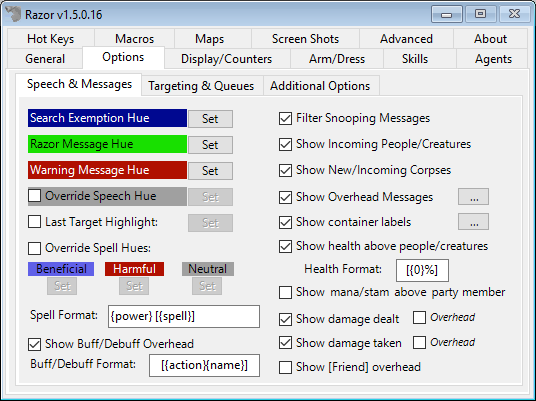 Razor v1.5.0.16
Hot Keys Macros Maps Screen Shots Advanced About
General Options Display/Counters Arm/Dress Skills Agents
Speech & Messages Targeting & Queues Additional Options
Search Exemption Hue Set
Razor Message Hue Set
Warning Message Hue Set
Override Speech Hue Set
Last Target Highlight: Set
Override Spell Hues:
Beneficial Harmful Neutral
Set Set Set
Spell Format: {power} [{spell}]
Show Buff/Debuff Overhead
Buff/Debuff Format: [{action}{name}]
Filter Snooping Messages
Show Incoming People/Creatures
Show New/Incoming Corpses
Show Overhead Messages ...
Show container labels ...
Show health above people/creatures
Health Format: [{0}%]
Show mana/stam above party member
Show damage dealt Overhead
Show damage taken Overhead
Show [Friend] overhead